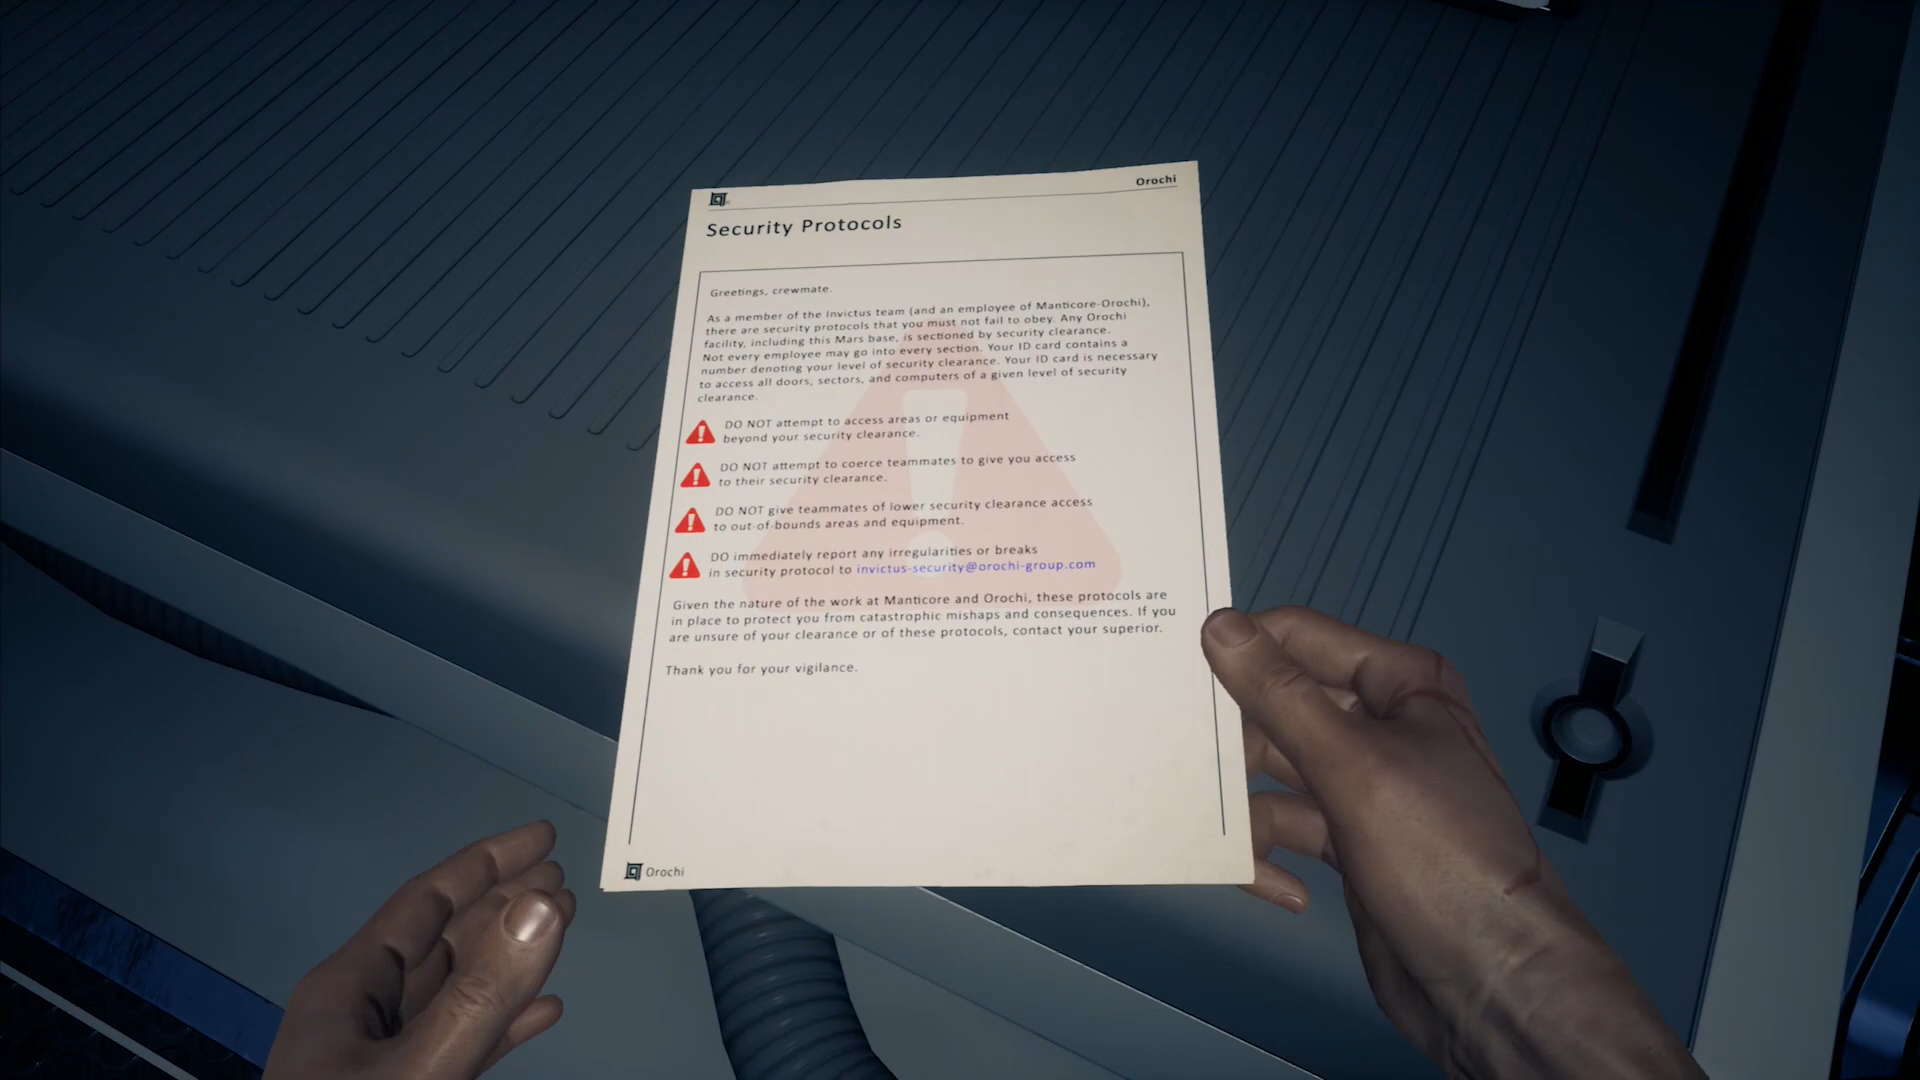 Orochi
Security Protocols
Greetings, crewmate.
As a member of the Invictus team (and an employee of Manticore-Orochi),
there are security protocols that you must not fail to obey. Any Orochi
facility, including this Mars base, is sectioned by security clearance.
Not every employee may go into every section. Your ID card contains a
number denoting your level of security clearance. Your ID card is necessary
to access all doors, sectors, and computers of a given level of security
clearance.
DO NOT attempt to access areas or equipment
beyond your security clearance.
DO NOT attempt to coerce teammates to give you access
to their security clearance.
DO NOT give teammates of lower security clearance access
to out-of-bounds areas and equipment.
DO immediately report any irregularities or breaks
in security protocol to invictus-security@orochi-group.com
Given the nature of the work at Manticore and Orochi, these protocols are
in place to protect you from catastrophic mishaps and consequences. If you
are unsure of your clearance or of these protocols, contact your superior.
Thank you for your vigilance.
Orochi